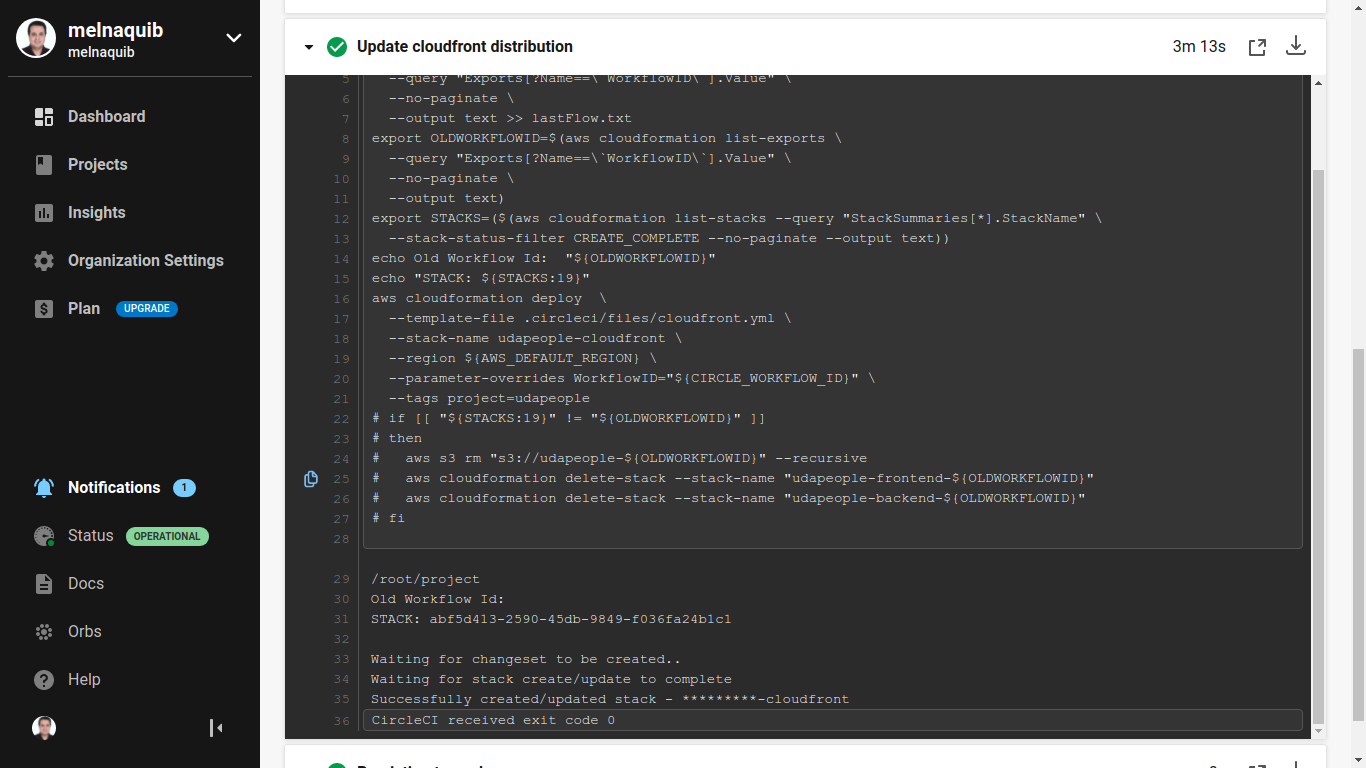 melnaquib
melnaquib
Dashboard
Projects
Insights
Organization Settings
Plan UPGRADE
Notifications 1
Status OPERATIONAL
Docs
Orbs
Help
Update cloudfront distribution 3m 13s
5 --query "Exports[?Name==\`WorkflowID\`].Value" \
6 --no-paginate \
7 --output text >> lastFlow.txt
8 export OLDWORKFLOWID=$(aws cloudformation list-exports \
9 --query "Exports[?Name==\`WorkflowID\`].Value" \
10 --no-paginate \
11 --output text)
12 export STACKS=($(aws cloudformation list-stacks --query "StackSummaries[*].StackName" \
13 --stack-status-filter CREATE_COMPLETE --no-paginate --output text))
14 echo Old Workflow Id:  "${OLDWORKFLOWID}"
15 echo "STACK: ${STACKS:19}"
16 aws cloudformation deploy  \
17 --template-file .circleci/files/cloudfront.yml \
18 --stack-name udapeople-cloudfront \
19 --region ${AWS_DEFAULT_REGION} \
20 --parameter-overrides WorkflowID="${CIRCLE_WORKFLOW_ID}" \
21 --tags project=udapeople
22 # if [[ "${STACKS:19}" != "${OLDWORKFLOWID}" ]]
23 # then
24 #   aws s3 rm "s3://udapeople-${OLDWORKFLOWID}" --recursive
25 #   aws cloudformation delete-stack --stack-name "udapeople-frontend-${OLDWORKFLOWID}"
26 #   aws cloudformation delete-stack --stack-name "udapeople-backend-${OLDWORKFLOWID}"
27 # fi
28
29 /root/project
30 Old Workflow Id:
31 STACK: abf5d413-2590-45db-9849-f036fa24b1c1
32
33 Waiting for changeset to be created..
34 Waiting for stack create/update to complete
35 Successfully created/updated stack - *********-cloudfront
36 CircleCI received exit code 0